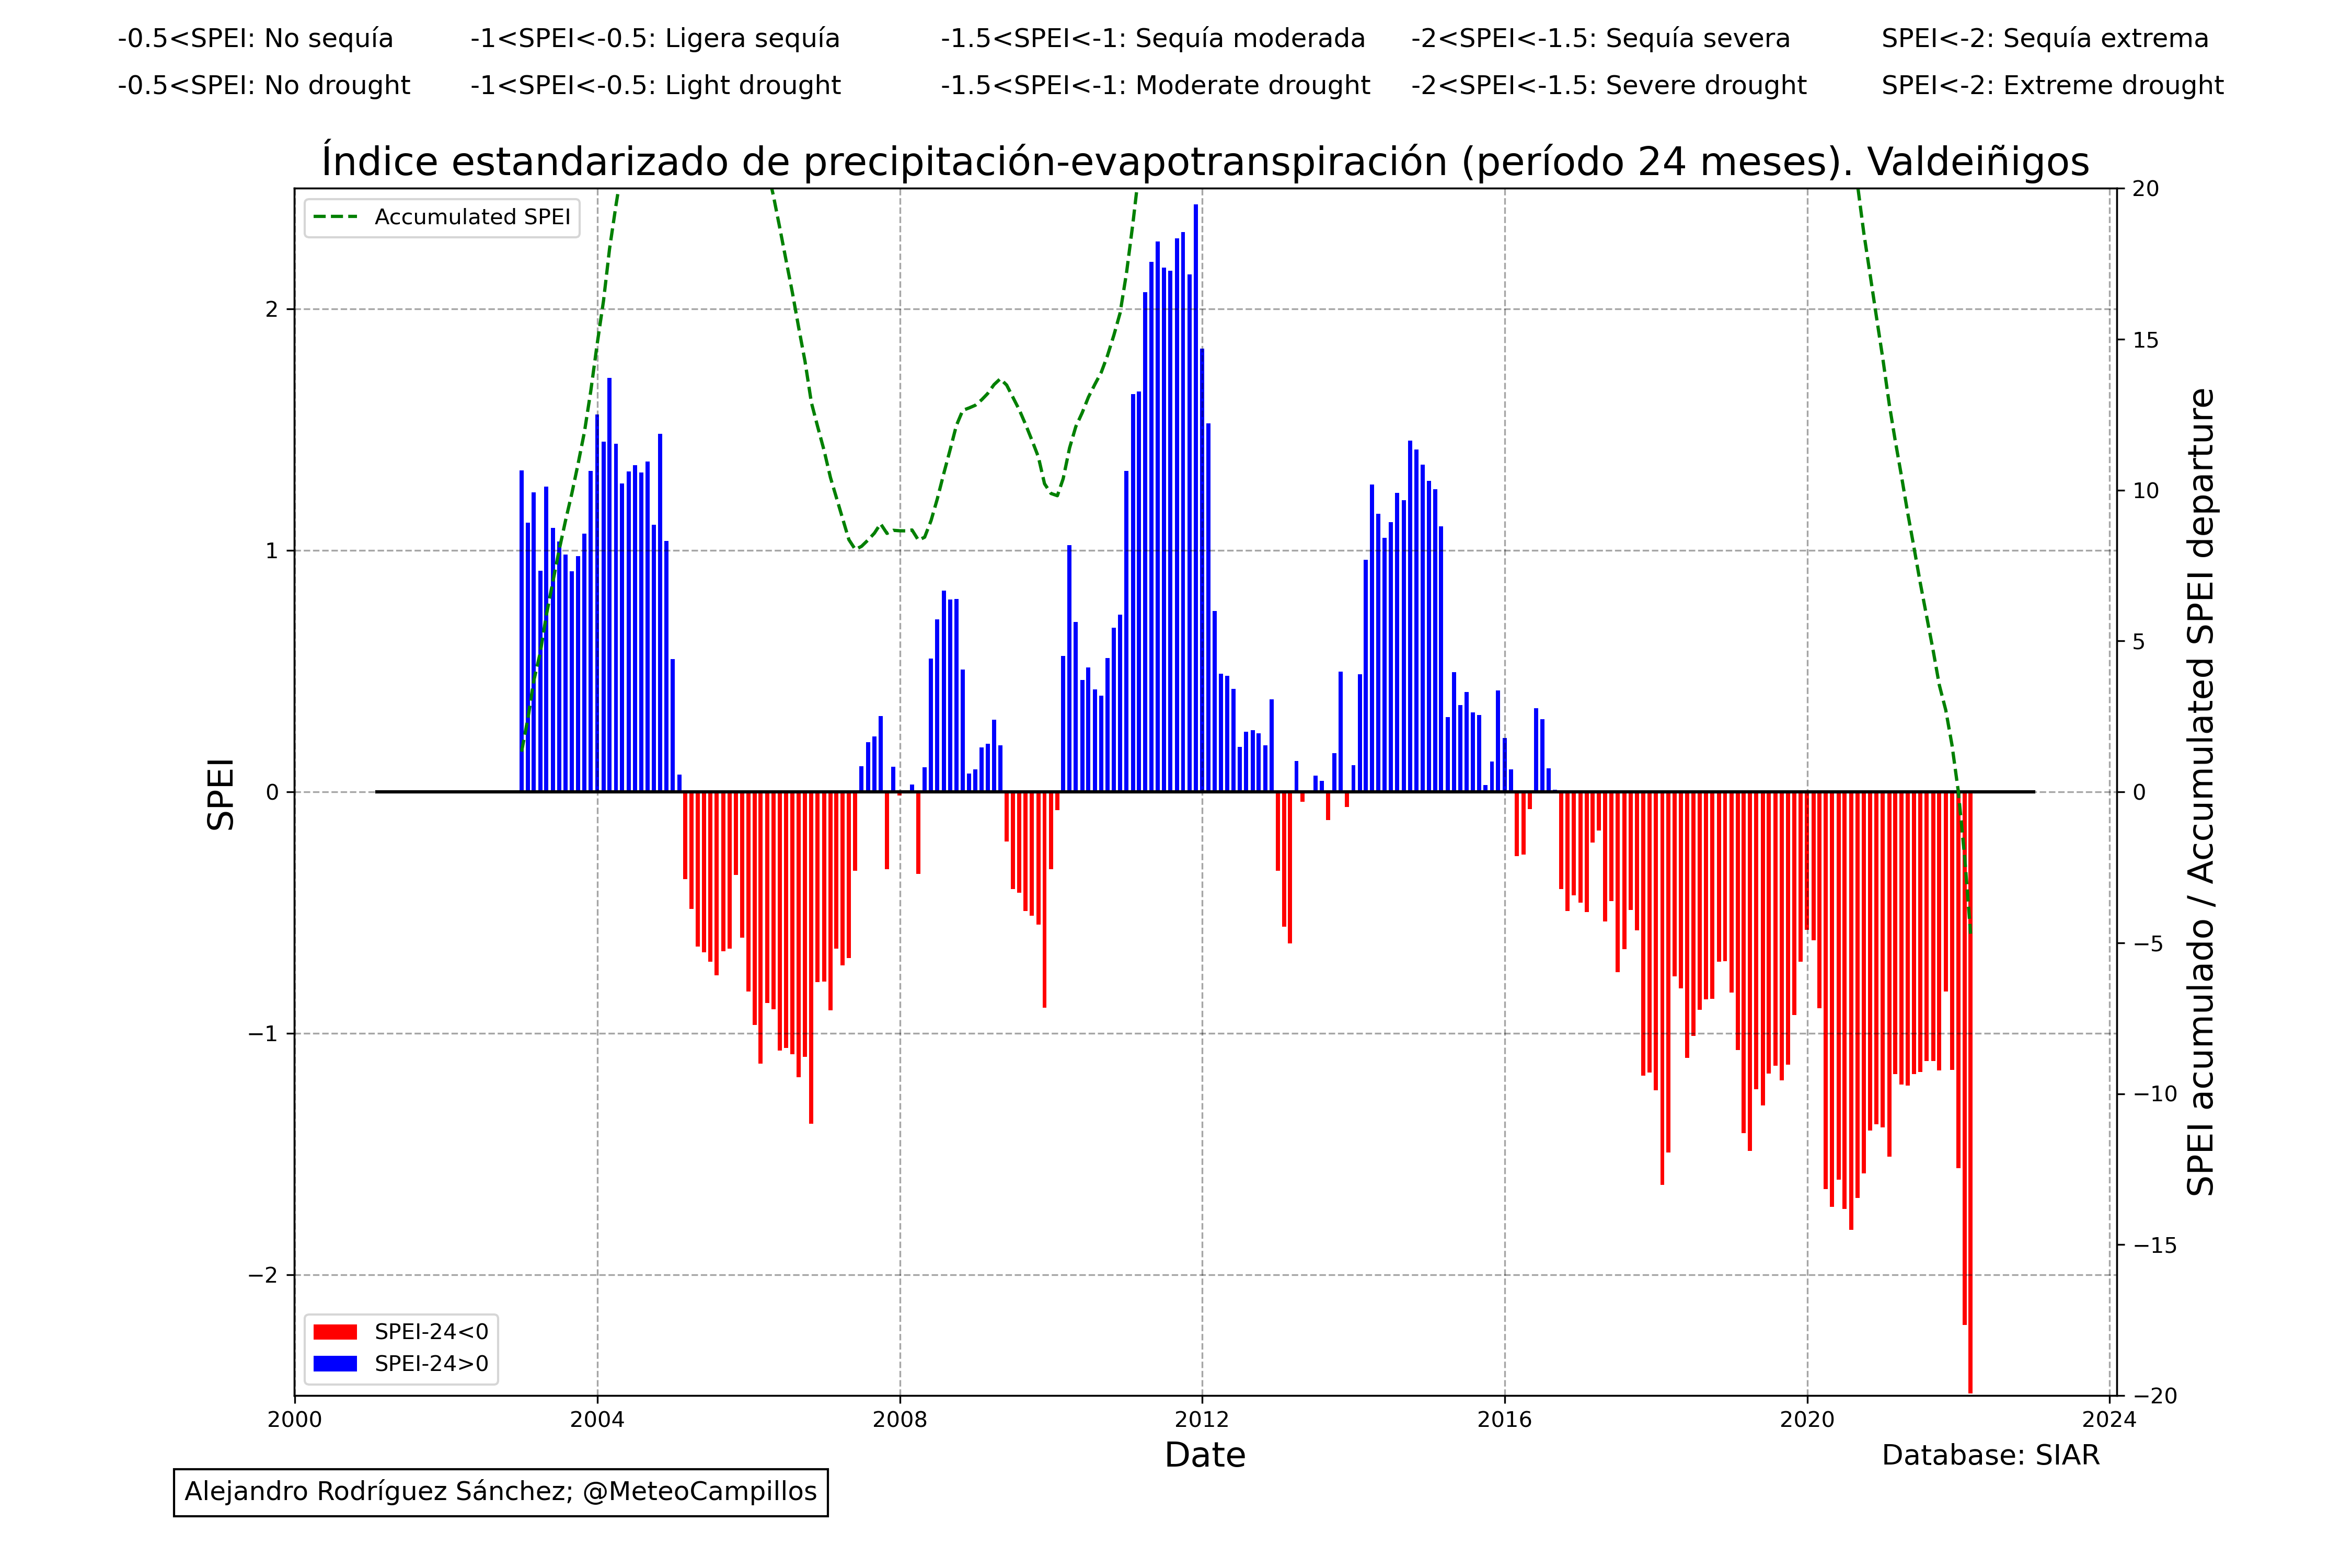 -0.5<SPEI: No sequía -1<SPEI<-0.5: Ligera sequía -1.5<SPEI<-1: Sequía moderada -2<SPEI<-1.5: Sequía severa SPEI<-2: Sequía extrema
-0.5<SPEI: No drought -1<SPEI<-0.5: Light drought -1.5<SPEI<-1: Moderate drought -2<SPEI<-1.5: Severe drought SPEI<-2: Extreme drought
Índice estandarizado de precipitación-evapotranspiración (período 24 meses). Valdeiñigos
Accumulated SPEI
2
1
0
−1
−2
SPEI
20
15
10
5
0
−5
−10
−15
−20
SPEI acumulado / Accumulated SPEI departure
SPEI-24<0
SPEI-24>0
2000 2004 2008 2012 2016 2020 2024
Date
Database: SIAR
Alejandro Rodríguez Sánchez; @MeteoCampillos